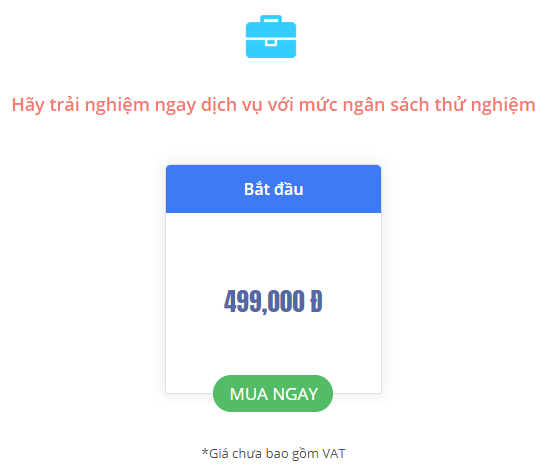 Hãy trải nghiệm ngay dịch vụ với mức ngân sách thử nghiệm
Bắt đầu
499,000 Đ
MUA NGAY
*Giá chưa bao gồm VAT